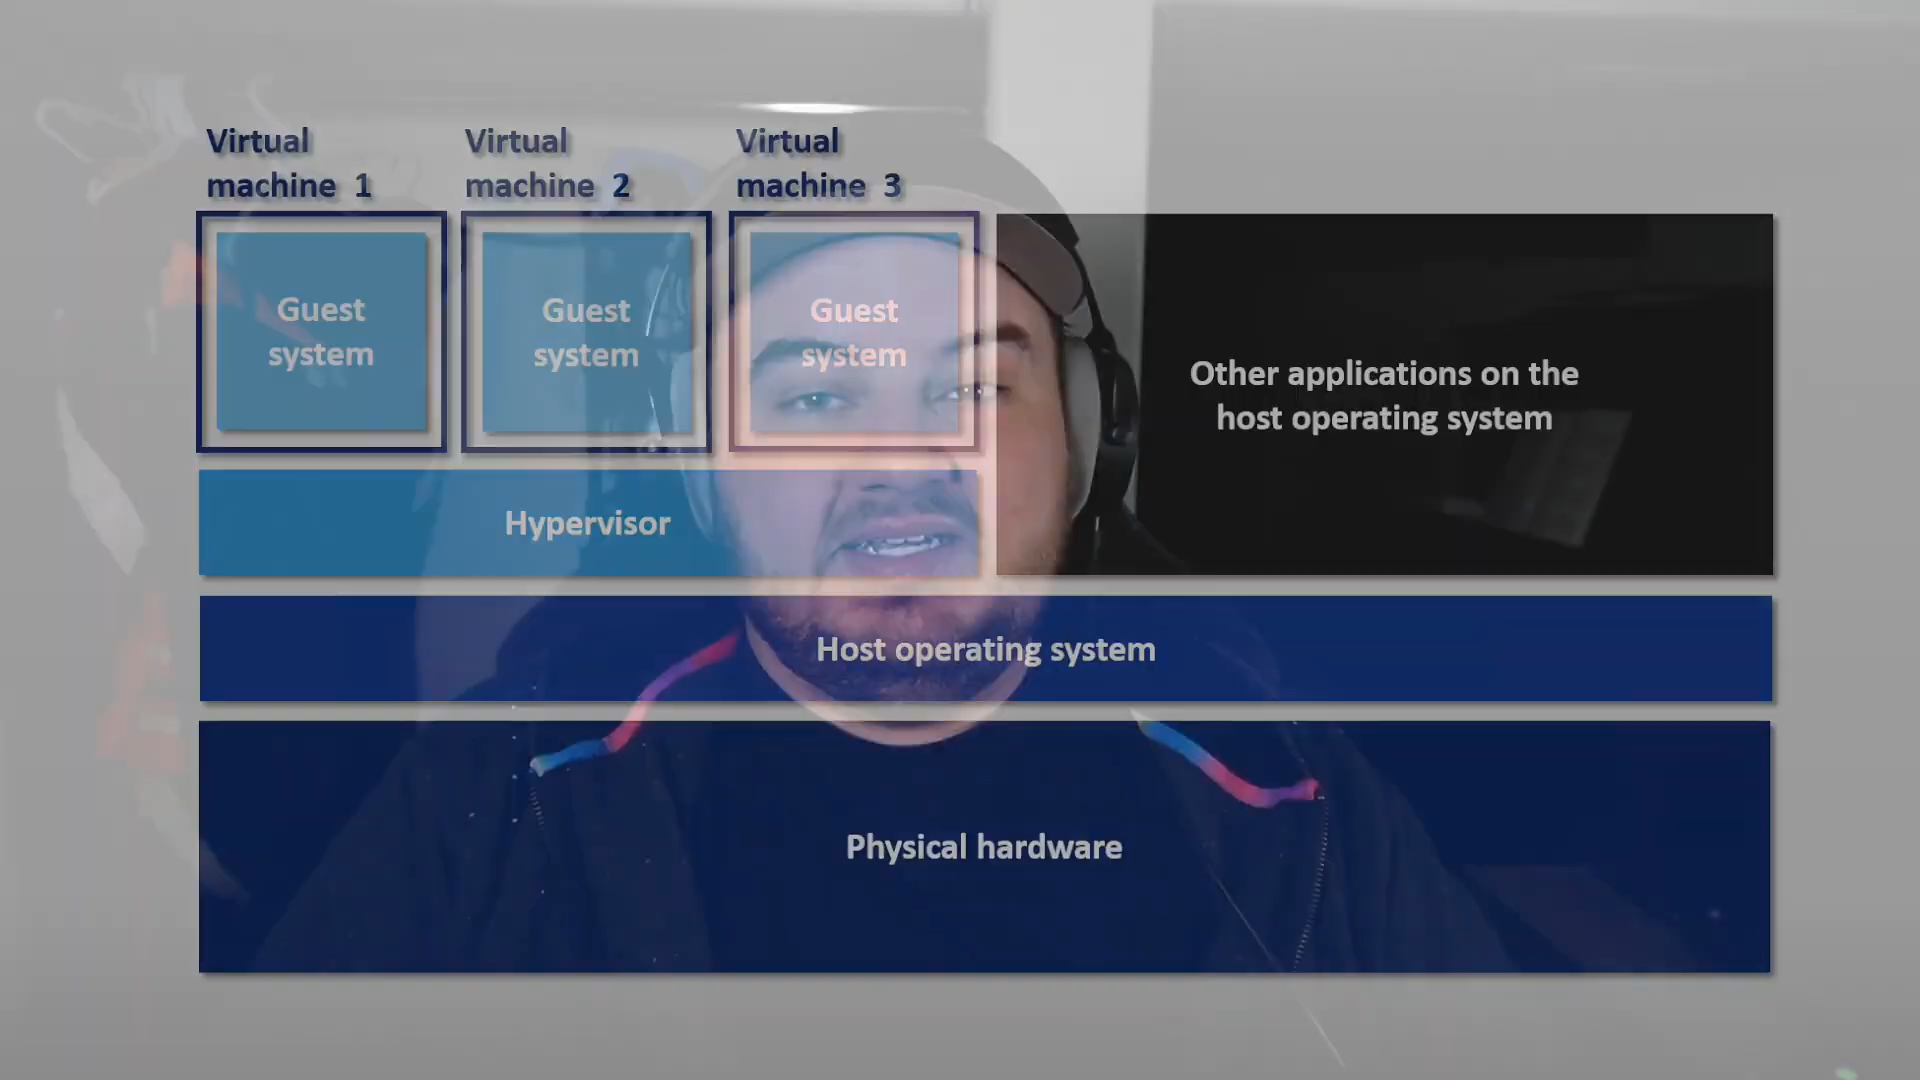 Virtual
machine 1
Virtual
machine 2
Virtual
machine 3
Guest
system
Guest
system
Guest
system
Other applications on the
host operating system
Hypervisor
Host operating system
Physical hardware